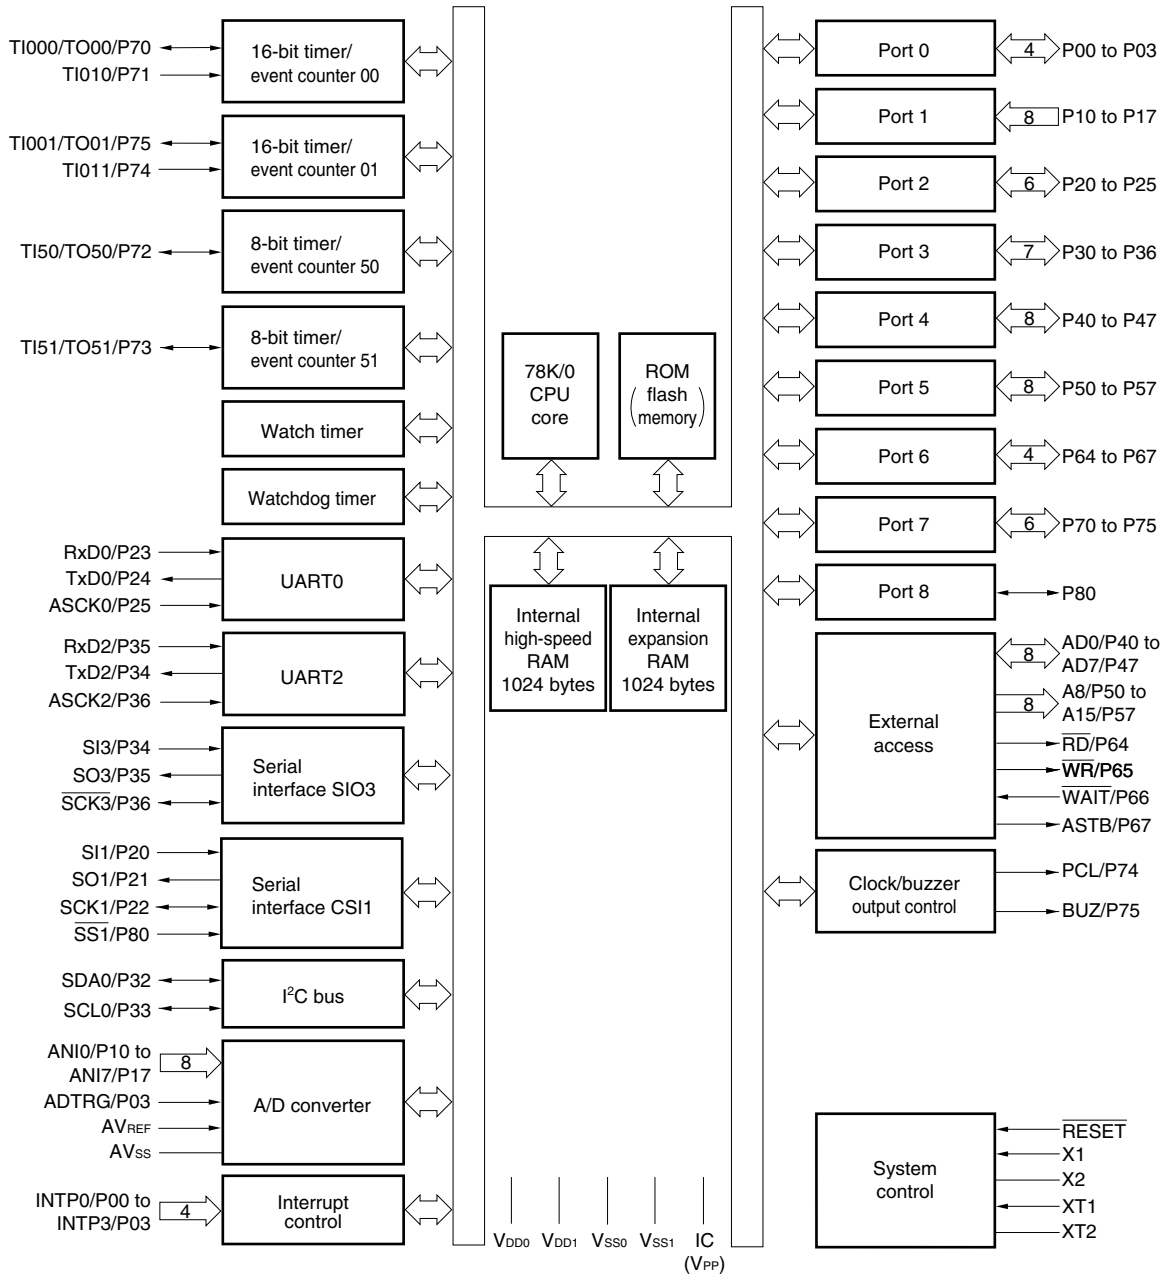 TI000/TO00/P70
TI010/P71
16-bit timer/
event counter 00
TI001/TO01/P75
TI011/P74
16-bit timer/
event counter 01
TI50/TO50/P72
8-bit timer/
event counter 50
TI51/TO51/P73
8-bit timer/
event counter 51
Watch timer
Watchdog timer
RxD0/P23
TxD0/P24
ASCK0/P25
UART0
RxD2/P35
TxD2/P34
ASCK2/P36
UART2
SI3/P34
SO3/P35
SCK3/P36
Serial
interface SIO3
SI1/P20
SO1/P21
SCK1/P22
SS1/P80
Serial
interface CSI1
SDA0/P32
SCL0/P33
I²C bus
ANI0/P10 to
ANI7/P17
8
ADTRG/P03
AVREF
AVSS
A/D converter
INTP0/P00 to
INTP3/P03
4
Interrupt
control
78K/0
CPU
core
ROM
(flash
memory)
Internal
high-speed
RAM
1024 bytes
Internal
expansion
RAM
1024 bytes
VDD0
VDD1
VSS0
VSS1
IC
(VPP)
Port 0
4
P00 to P03
Port 1
8
P10 to P17
Port 2
6
P20 to P25
Port 3
7
P30 to P36
Port 4
8
P40 to P47
Port 5
8
P50 to P57
Port 6
4
P64 to P67
Port 7
6
P70 to P75
Port 8
P80
External
access
8
AD0/P40 to
AD7/P47
8
A8/P50 to
A15/P57
RD/P64
WR/P65
WAIT/P66
ASTB/P67
Clock/buzzer
output control
PCL/P74
BUZ/P75
System
control
RESET
X1
X2
XT1
XT2